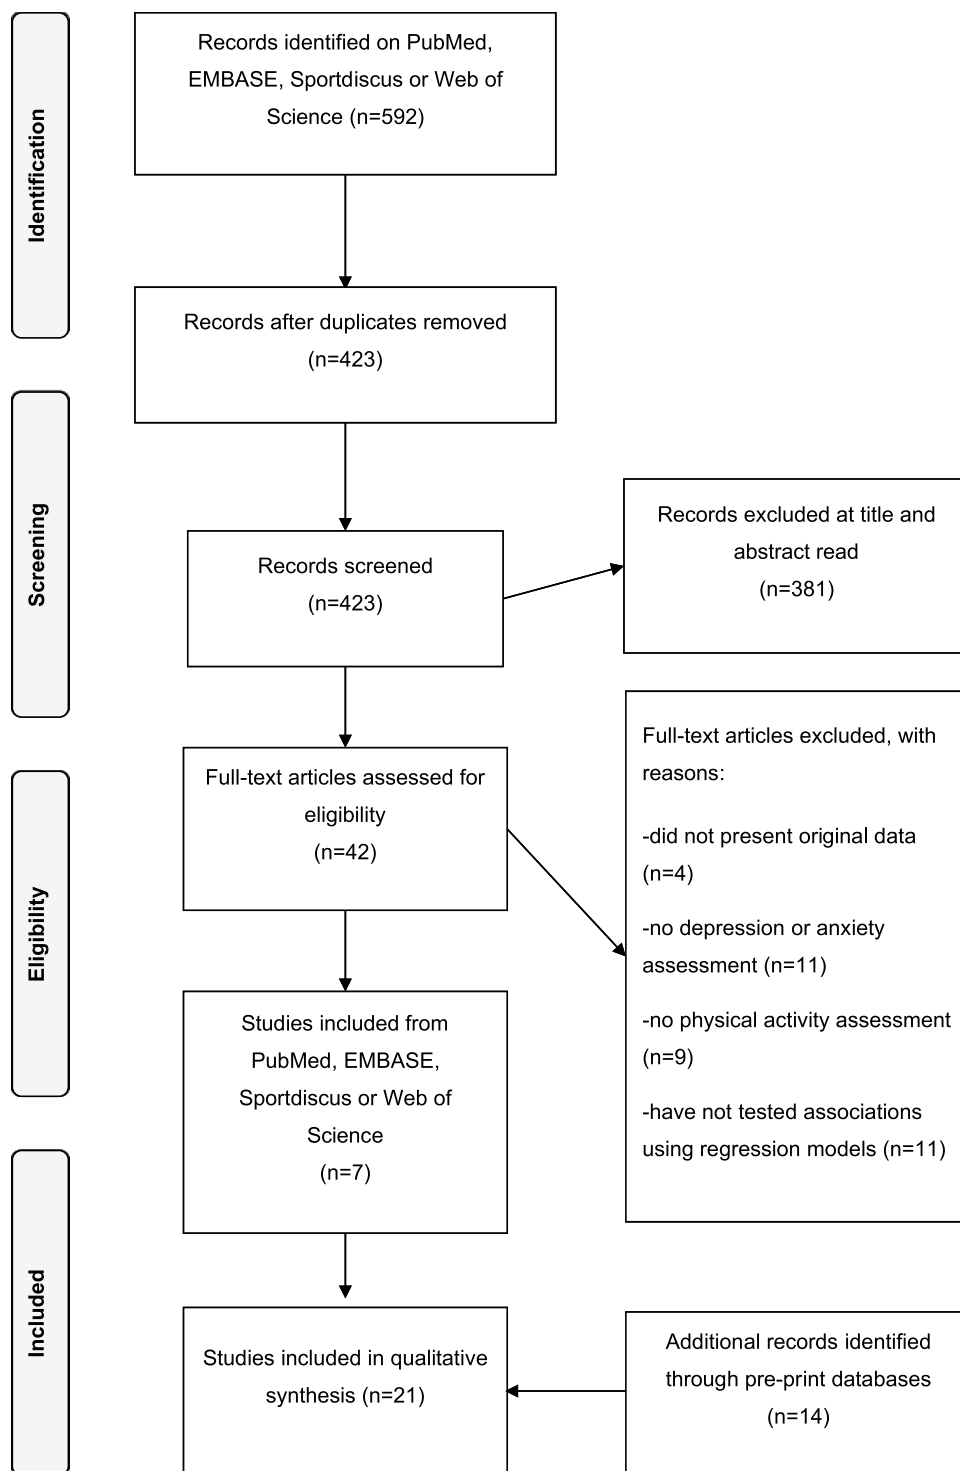 Identification
Records identified on PubMed,
EMBASE, Sportdiscus or Web of
Science (n=592)
Records after duplicates removed
(n=423)
Screening
Records screened
(n=423)
Records excluded at title and
abstract read
(n=381)
Eligibility
Full-text articles assessed for
eligibility
(n=42)
Full-text articles excluded, with
reasons:
-did not present original data
(n=4)
-no depression or anxiety
assessment (n=11)
-no physical activity assessment
(n=9)
-have not tested associations
using regression models (n=11)
Studies included from
PubMed, EMBASE,
Sportdiscus or Web of
Science
(n=7)
Included
Studies included in qualitative
synthesis (n=21)
Additional records identified
through pre-print databases
(n=14)